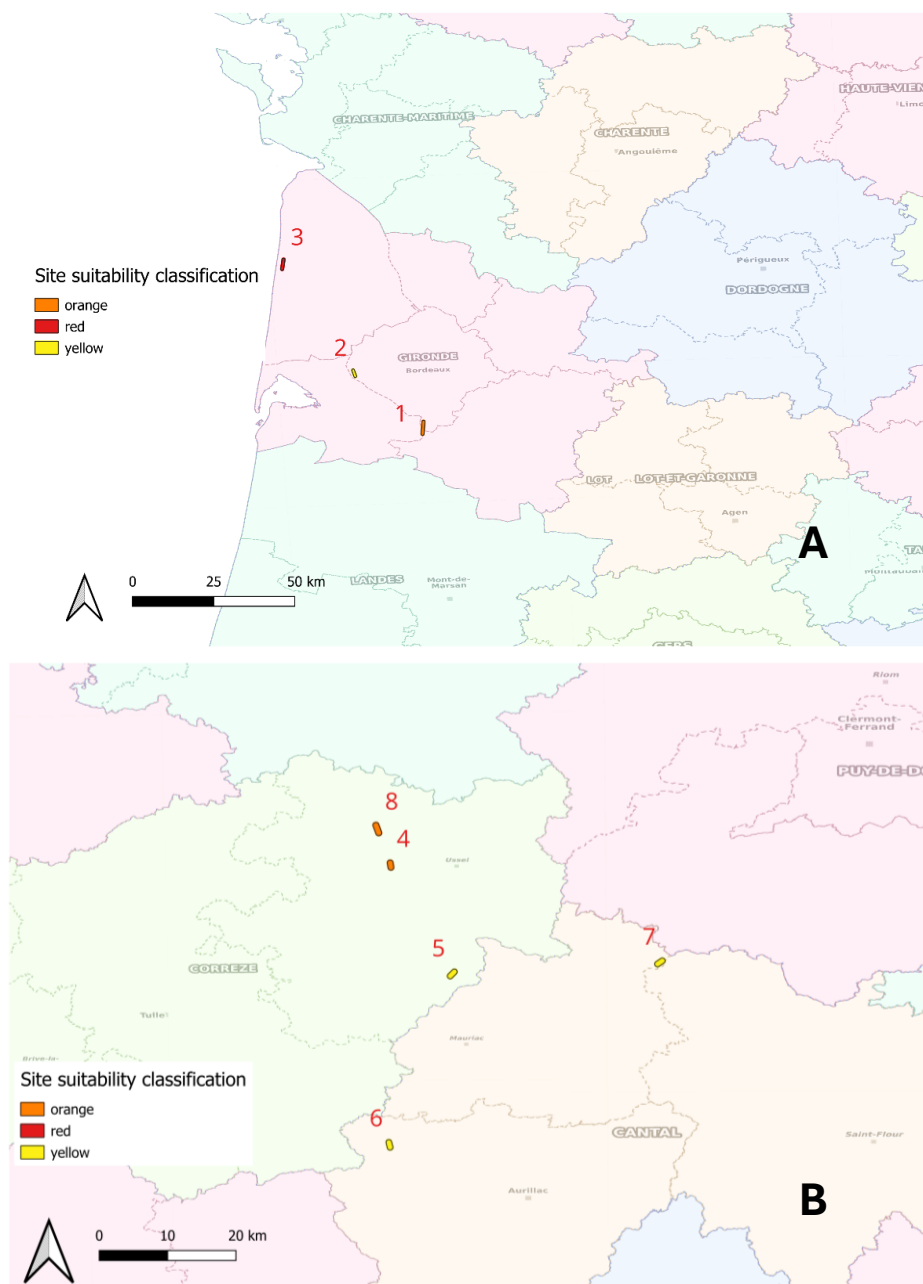 HAUTE-VIEN
Limo
CHARENTE-MARITIME
CHARENTE
Angoulême
3
Site suitability classification
orange
red
yellow
Périgueux
DORDOGNE
2
GIRONDE
Bordeaux
1
LOT
LOT-ET-GARONNE
Agen
A
TA
Montauban
0 25 50 km
LANDES
Mont-de-
Marsan
GERS
Riom
Clermont-
Ferrand
PUY-DE-DO
8
4
Ussel
5
7
CORREZE
Tulle
Mauriac
Brive-la-
Site suitability classification
orange
red
yellow
6
CANTAL
Saint-Flour
Aurillac
B
0 10 20 km